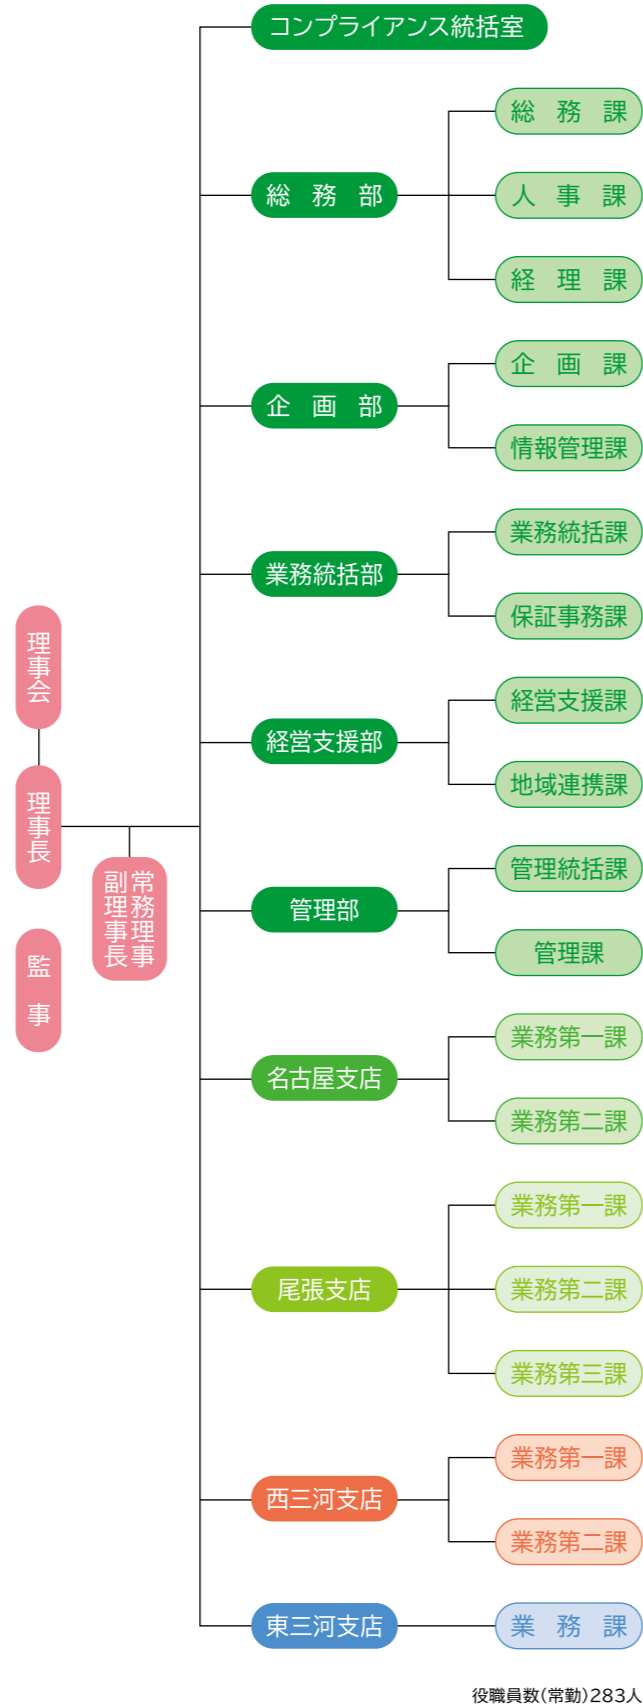 理事会
理事長
監事
副理事長
常務理事
コンプライアンス統括室
総務部
総務課
人事課
経理課
企画部
企画課
情報管理課
業務統括部
業務統括課
保証事務課
経営支援部
経営支援課
地域連携課
管理部
管理統括課
管理課
名古屋支店
業務第一課
業務第二課
尾張支店
業務第一課
業務第二課
業務第三課
西三河支店
業務第一課
業務第二課
東三河支店
業務課
役職員数(常勤)283人